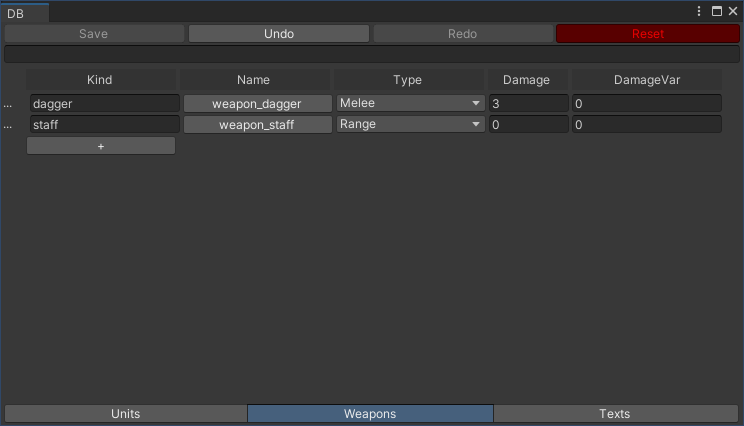 DB
Save Undo Redo Reset
Kind Name Type Damage DamageVar
... dagger weapon_dagger Melee 3 0
... staff weapon_staff Range 0 0
+
Units Weapons Texts